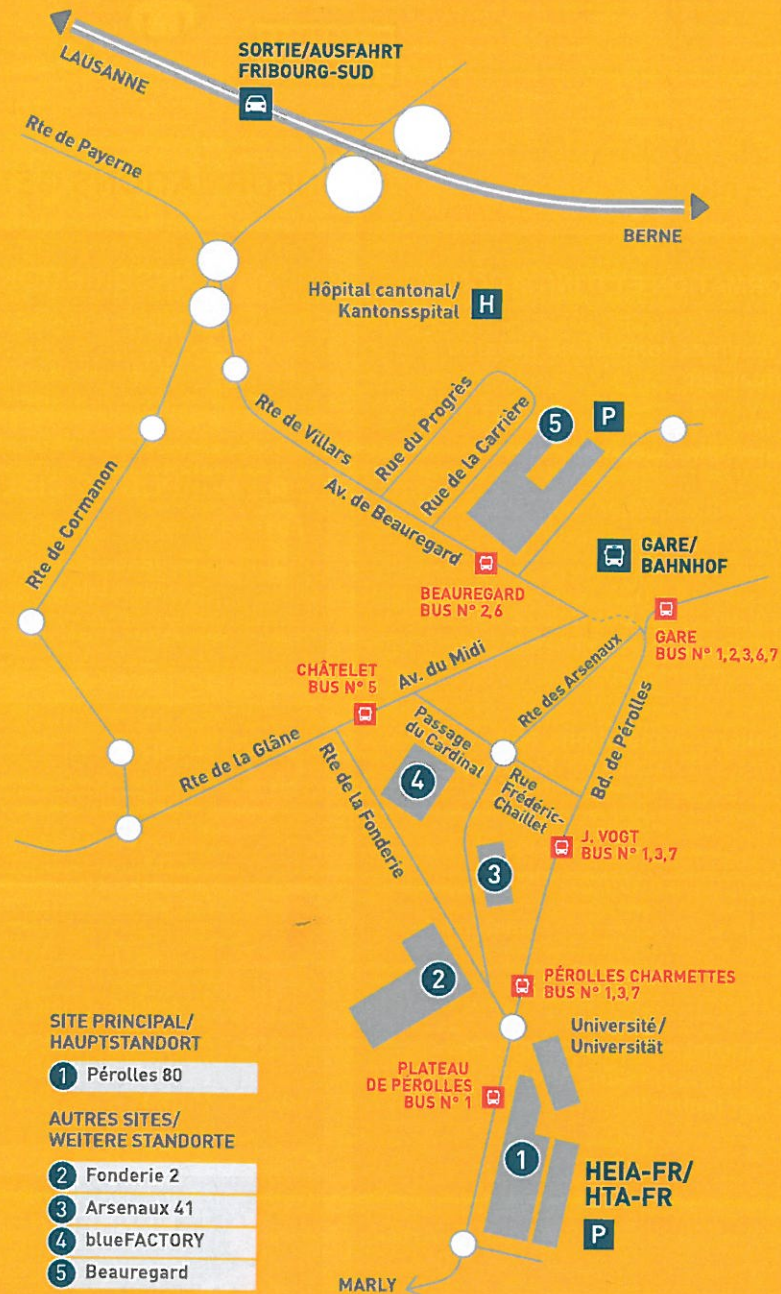 LAUSANNE
SORTIE/AUSFAHRT
FRIBOURG-SUD
Rte de Payerne
BERNE
Hôpital cantonal/
Kantonsspital
H
Rte de Villars
Rue du Progrès
Rue de la Carrière
5
P
Av. de Beauregard
Rte de Cormanon
GARE/
BAHNHOF
BEAUREGARD
BUS N° 2,6
GARE
BUS N° 1,2,3,6,7
CHÂTELET
BUS N° 5
Av. du Midi
Rte des Arsenaux
Bd. de Pérolles
Passage
du Cardinal
Rte de la Glâne
4
Rue
Frédéric-
Chaillet
Rte de la Fonderie
J. VOGT
BUS N° 1,3,7
3
2
PÉROLLES CHARMETTES
BUS N° 1,3,7
Université/
Universität
PLATEAU
DE PÉROLLES
BUS N° 1
1
HEIA-FR/
HTA-FR
P
MARLY
SITE PRINCIPAL/
HAUPTSTANDORT
1 Pérolles 80
AUTRES SITES/
WEITERE STANDORTE
2 Fonderie 2
3 Arsenaux 41
4 blueFACTORY
5 Beauregard